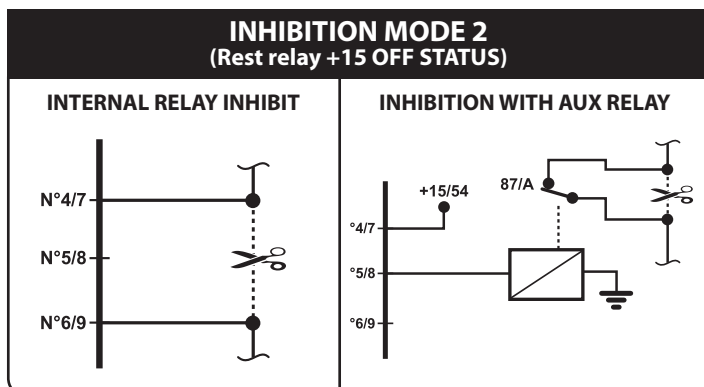 INHIBITION MODE 2
(Rest relay +15 OFF STATUS)
INTERNAL RELAY INHIBIT
N°4/7
N°5/8
N°6/9
INHIBITION WITH AUX RELAY
+15/54
87/A
°4/7
°5/8
°6/9